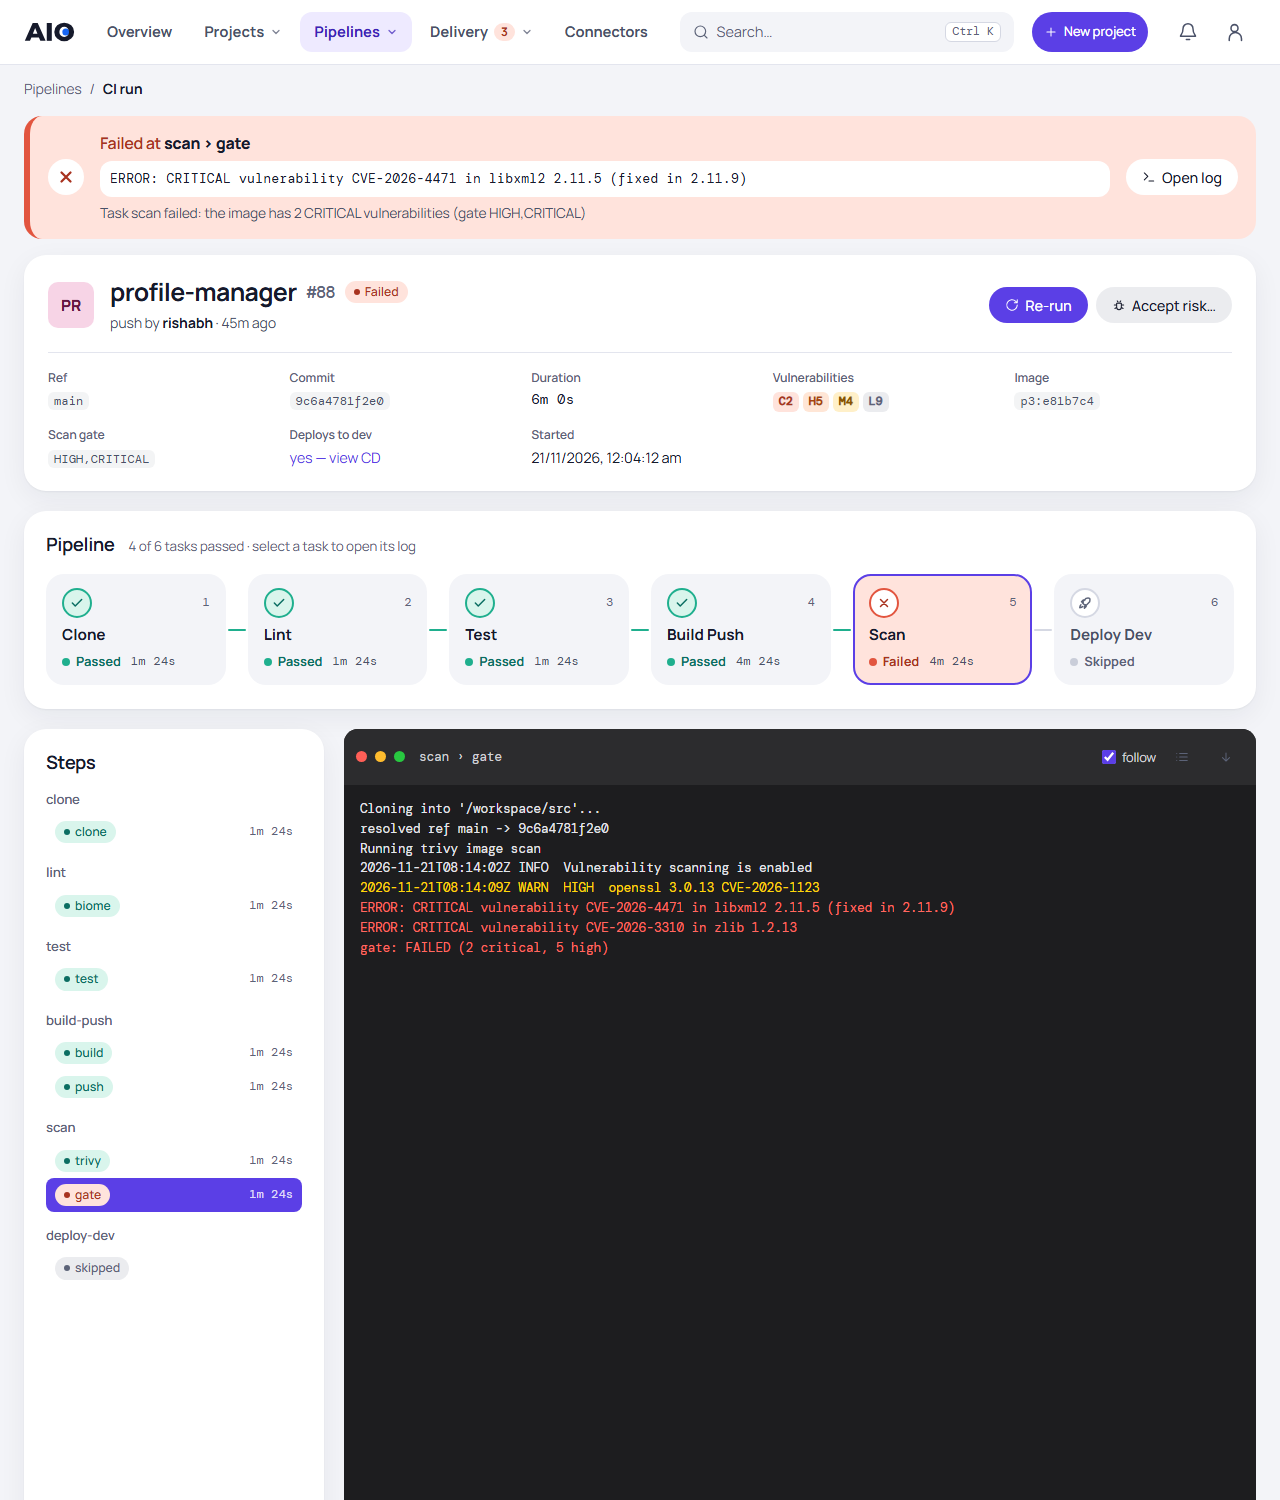 AIO
Overview
Projects
Pipelines
Delivery 3
Connectors
Search...
Ctrl K
New project
Pipelines / CI run
Failed at scan › gate
ERROR: CRITICAL vulnerability CVE-2026-4471 in libxml2 2.11.5 (fixed in 2.11.9)
Task scan failed: the image has 2 CRITICAL vulnerabilities (gate HIGH,CRITICAL)
Open log
PR
profile-manager #88 Failed
push by rishabh · 45m ago
Re-run
Accept risk...
Ref
main
Commit
9c6a4781f2e0
Duration
6m 0s
Vulnerabilities
C2 H5 M4 L9
Image
p3:e81b7c4
Scan gate
HIGH,CRITICAL
Deploys to dev
yes — view CD
Started
21/11/2026, 12:04:12 am
Pipeline 4 of 6 tasks passed · select a task to open its log
1
Clone
Passed 1m 24s
2
Lint
Passed 1m 24s
3
Test
Passed 1m 24s
4
Build Push
Passed 4m 24s
5
Scan
Failed 4m 24s
6
Deploy Dev
Skipped
Steps
clone
clone 1m 24s
lint
biome 1m 24s
test
test 1m 24s
build-push
build 1m 24s
push 1m 24s
scan
trivy 1m 24s
gate 1m 24s
deploy-dev
skipped
scan › gate
follow
Cloning into '/workspace/src'...
resolved ref main -> 9c6a4781f2e0
Running trivy image scan
2026-11-21T08:14:02Z INFO  Vulnerability scanning is enabled
2026-11-21T08:14:09Z WARN  HIGH  openssl 3.0.13 CVE-2026-1123
ERROR: CRITICAL vulnerability CVE-2026-4471 in libxml2 2.11.5 (fixed in 2.11.9)
ERROR: CRITICAL vulnerability CVE-2026-3310 in zlib 1.2.13
gate: FAILED (2 critical, 5 high)